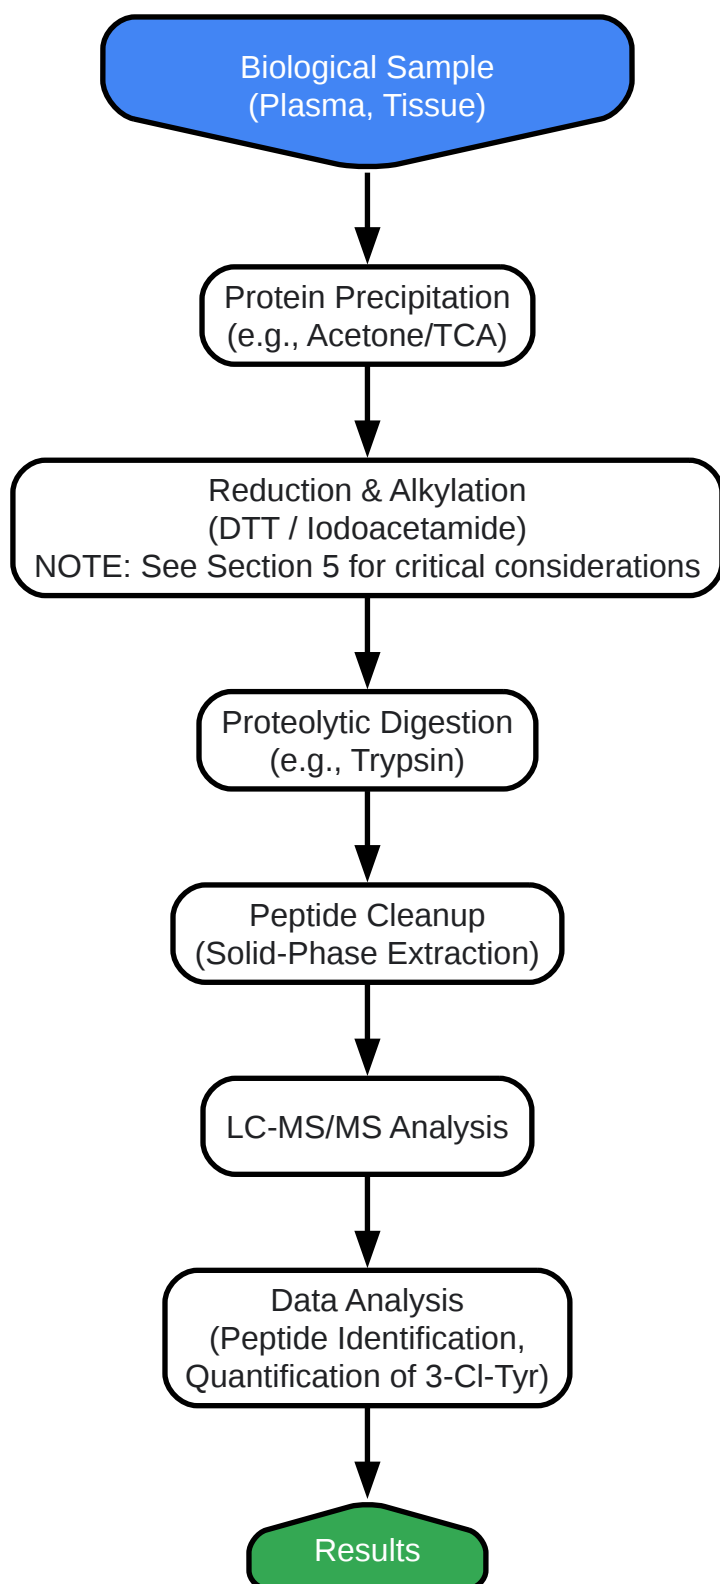 Biological Sample
(Plasma, Tissue)
Protein Precipitation
(e.g., Acetone/TCA)
Reduction & Alkylation
(DTT / Iodoacetamide)
NOTE: See Section 5 for critical considerations
Proteolytic Digestion
(e.g., Trypsin)
Peptide Cleanup
(Solid-Phase Extraction)
LC-MS/MS Analysis
Data Analysis
(Peptide Identification,
Quantification of 3-Cl-Tyr)
Results